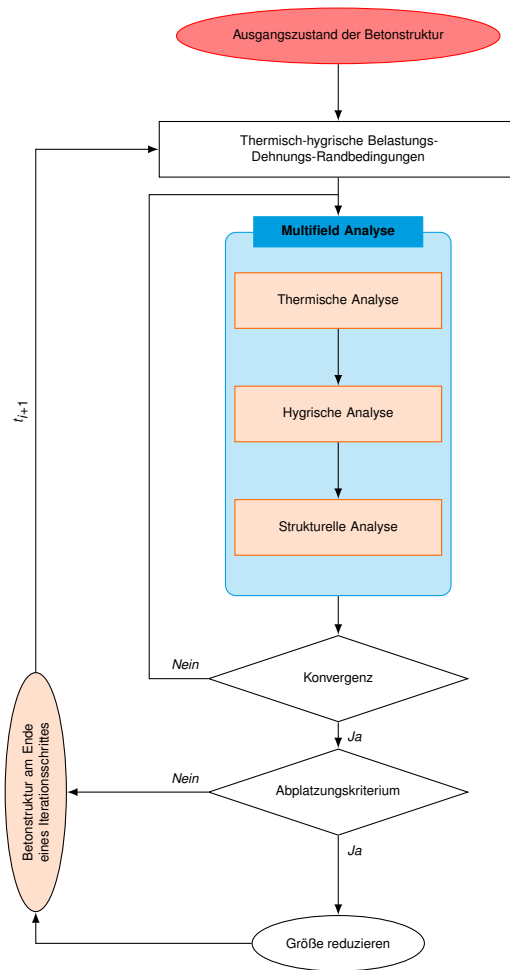 Ausgangszustand der Betonstruktur
Thermisch-hygrische Belastungs-
Dehnungs-Randbedingungen
Multifield Analyse
Thermische Analyse
Hygrische Analyse
Strukturelle Analyse
t_{i+1}
Nein
Konvergenz
Ja
Nein
Abplatzungskriterium
Betonstruktur am Ende
eines Iterationsschrittes
Ja
Größe reduzieren